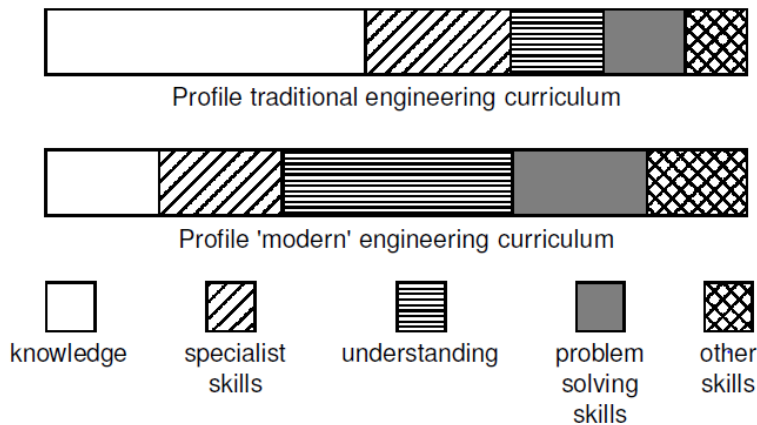 Profile traditional engineering curriculum
Profile 'modern' engineering curriculum
knowledge
specialist
skills
understanding
problem
solving
skills
other
skills